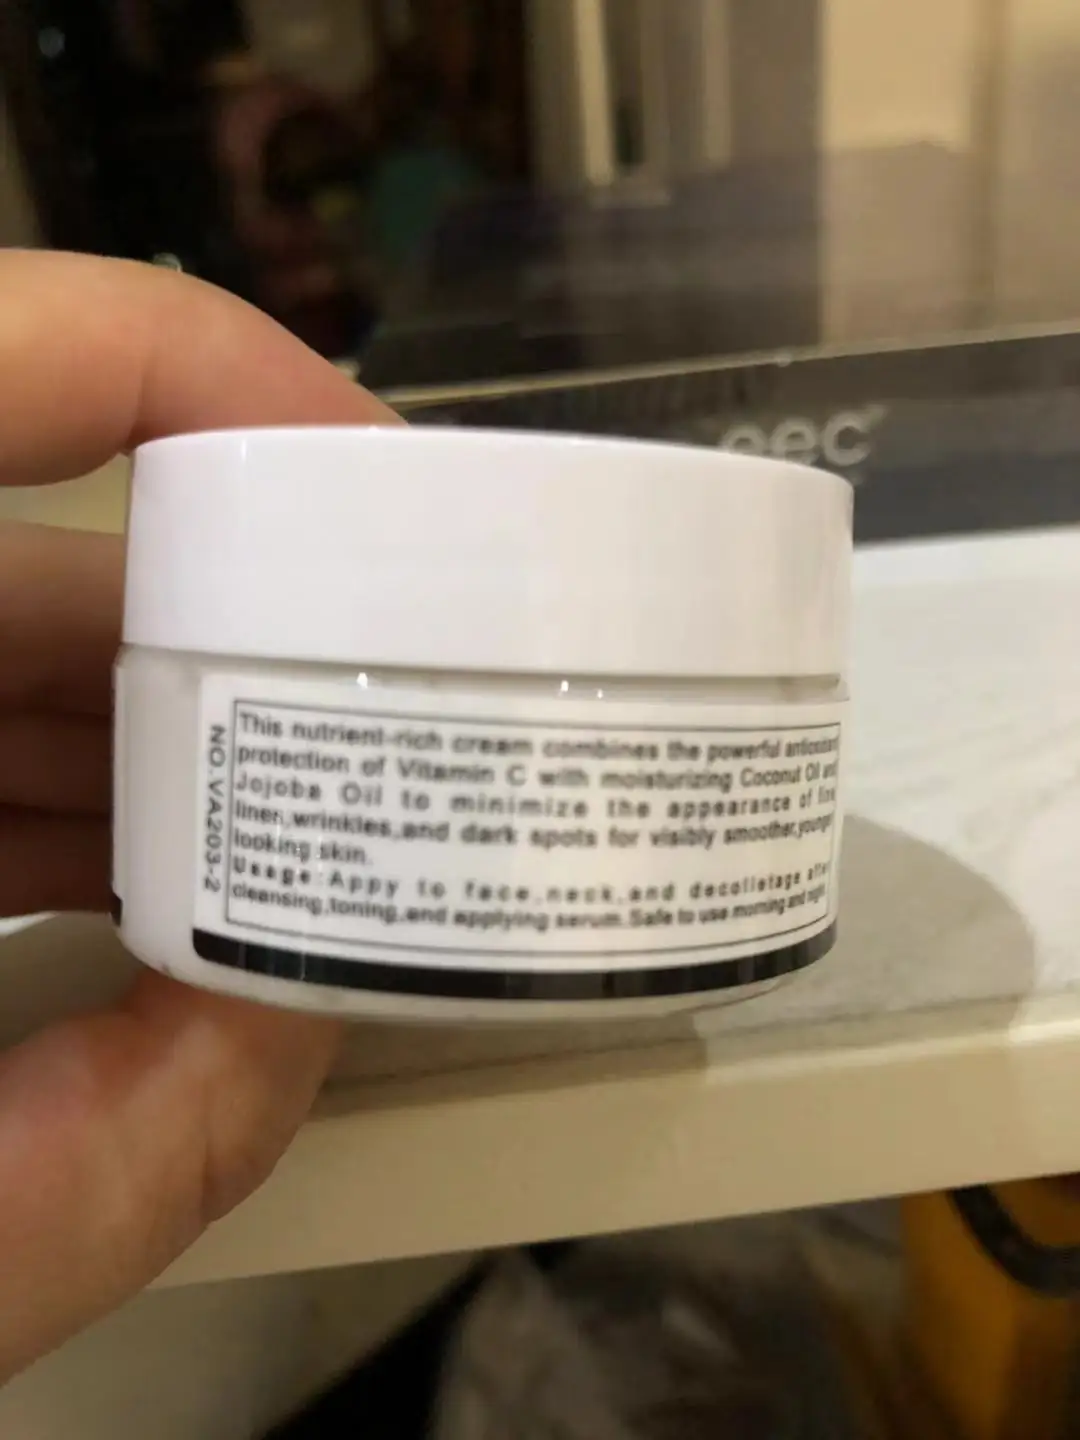 eec
This nutrient-rich cream combines the powerful antioxidant
protection of Vitamin C with moisturizing Coconut Oil and
Jojoba Oil to minimize the appearance of fine
lines,wrinkles,and dark spots for visibly smoother,younger
looking skin.
Usage:Appy to face,neck,and decolletage after
cleansing,toning,and applying serum.Safe to use morning and night.
NO.VA203-2